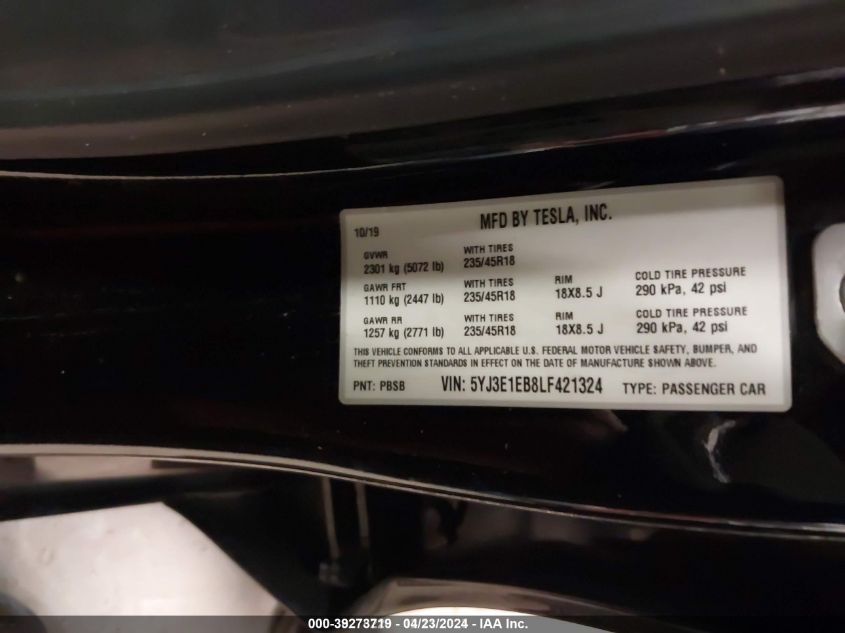 MFD BY TESLA, INC.
10/19
GVWR
2301 kg (5072 lb)
WITH TIRES
235/45R18
GAWR FRT
1110 kg (2447 lb)
WITH TIRES
235/45R18
RIM
18X8.5 J
COLD TIRE PRESSURE
290 kPa, 42 psi
GAWR RR
1257 kg (2771 lb)
WITH TIRES
235/45R18
RIM
18X8.5 J
COLD TIRE PRESSURE
290 kPa, 42 psi
THIS VEHICLE CONFORMS TO ALL APPLICABLE U.S. FEDERAL MOTOR VEHICLE SAFETY, BUMPER, AND
THEFT PREVENTION STANDARDS IN EFFECT ON THE DATE OF MANUFACTURE SHOWN ABOVE.
PNT: PBSB VIN: 5YJ3E1EB8LF421324 TYPE: PASSENGER CAR
000-39273719 - 04/23/2024 - IAA Inc.